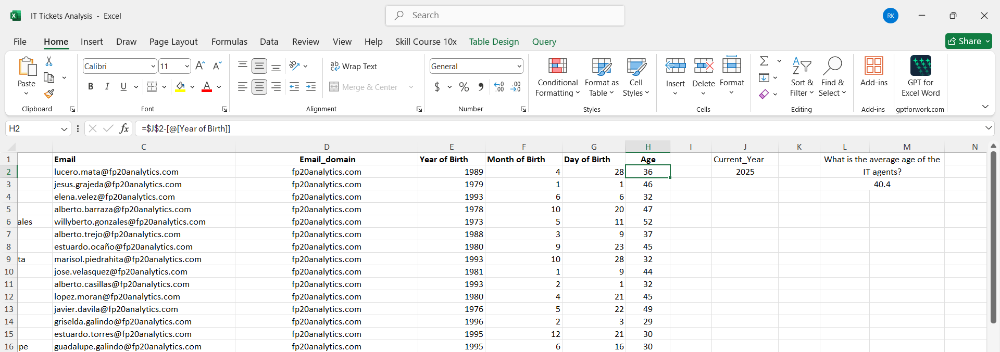 IT Tickets Analysis - Excel
Search
RK
File Home Insert Draw Page Layout Formulas Data Review View Help Skill Course 10x Table Design Query
Share
Paste
Clipboard
Calibri 11
B I U
Font
Wrap Text
Merge & Center
Alignment
General
$ % ,
Number
Conditional Formatting
Format as Table
Cell Styles
Styles
Insert
Delete
Format
Cells
Sort & Filter
Find & Select
Editing
Add-ins
Add-ins
GPT for Excel Word
gptforwork.com
H2 fx =$J$2-[@[Year of Birth]]
C D E F G H I J K L M N
1 Email Email_domain Year of Birth Month of Birth Day of Birth Age Current_Year What is the average age of the
2 lucero.mata@fp20analytics.com fp20analytics.com 1989 4 28 36 2025 IT agents?
3 jesus.grajeda@fp20analytics.com fp20analytics.com 1979 1 1 46 40.4
4 elena.velez@fp20analytics.com fp20analytics.com 1993 6 6 32
5 alberto.barraza@fp20analytics.com fp20analytics.com 1978 10 20 47
6 ales willyberto.gonzales@fp20analytics.com fp20analytics.com 1973 5 11 52
7 alberto.trejo@fp20analytics.com fp20analytics.com 1988 3 9 37
8 estuardo.ocaño@fp20analytics.com fp20analytics.com 1980 9 23 45
9 ta marisol.piedrahita@fp20analytics.com fp20analytics.com 1993 10 28 32
10 jose.velasquez@fp20analytics.com fp20analytics.com 1981 1 9 44
11 alberto.casillas@fp20analytics.com fp20analytics.com 1993 2 1 32
12 lopez.moran@fp20analytics.com fp20analytics.com 1980 4 21 45
13 javier.davila@fp20analytics.com fp20analytics.com 1976 5 22 49
14 griselda.galindo@fp20analytics.com fp20analytics.com 1996 2 3 29
15 estuardo.torres@fp20analytics.com fp20analytics.com 1995 12 21 30
16 upe guadalupe.galindo@fp20analytics.com fp20analytics.com 1995 6 16 30